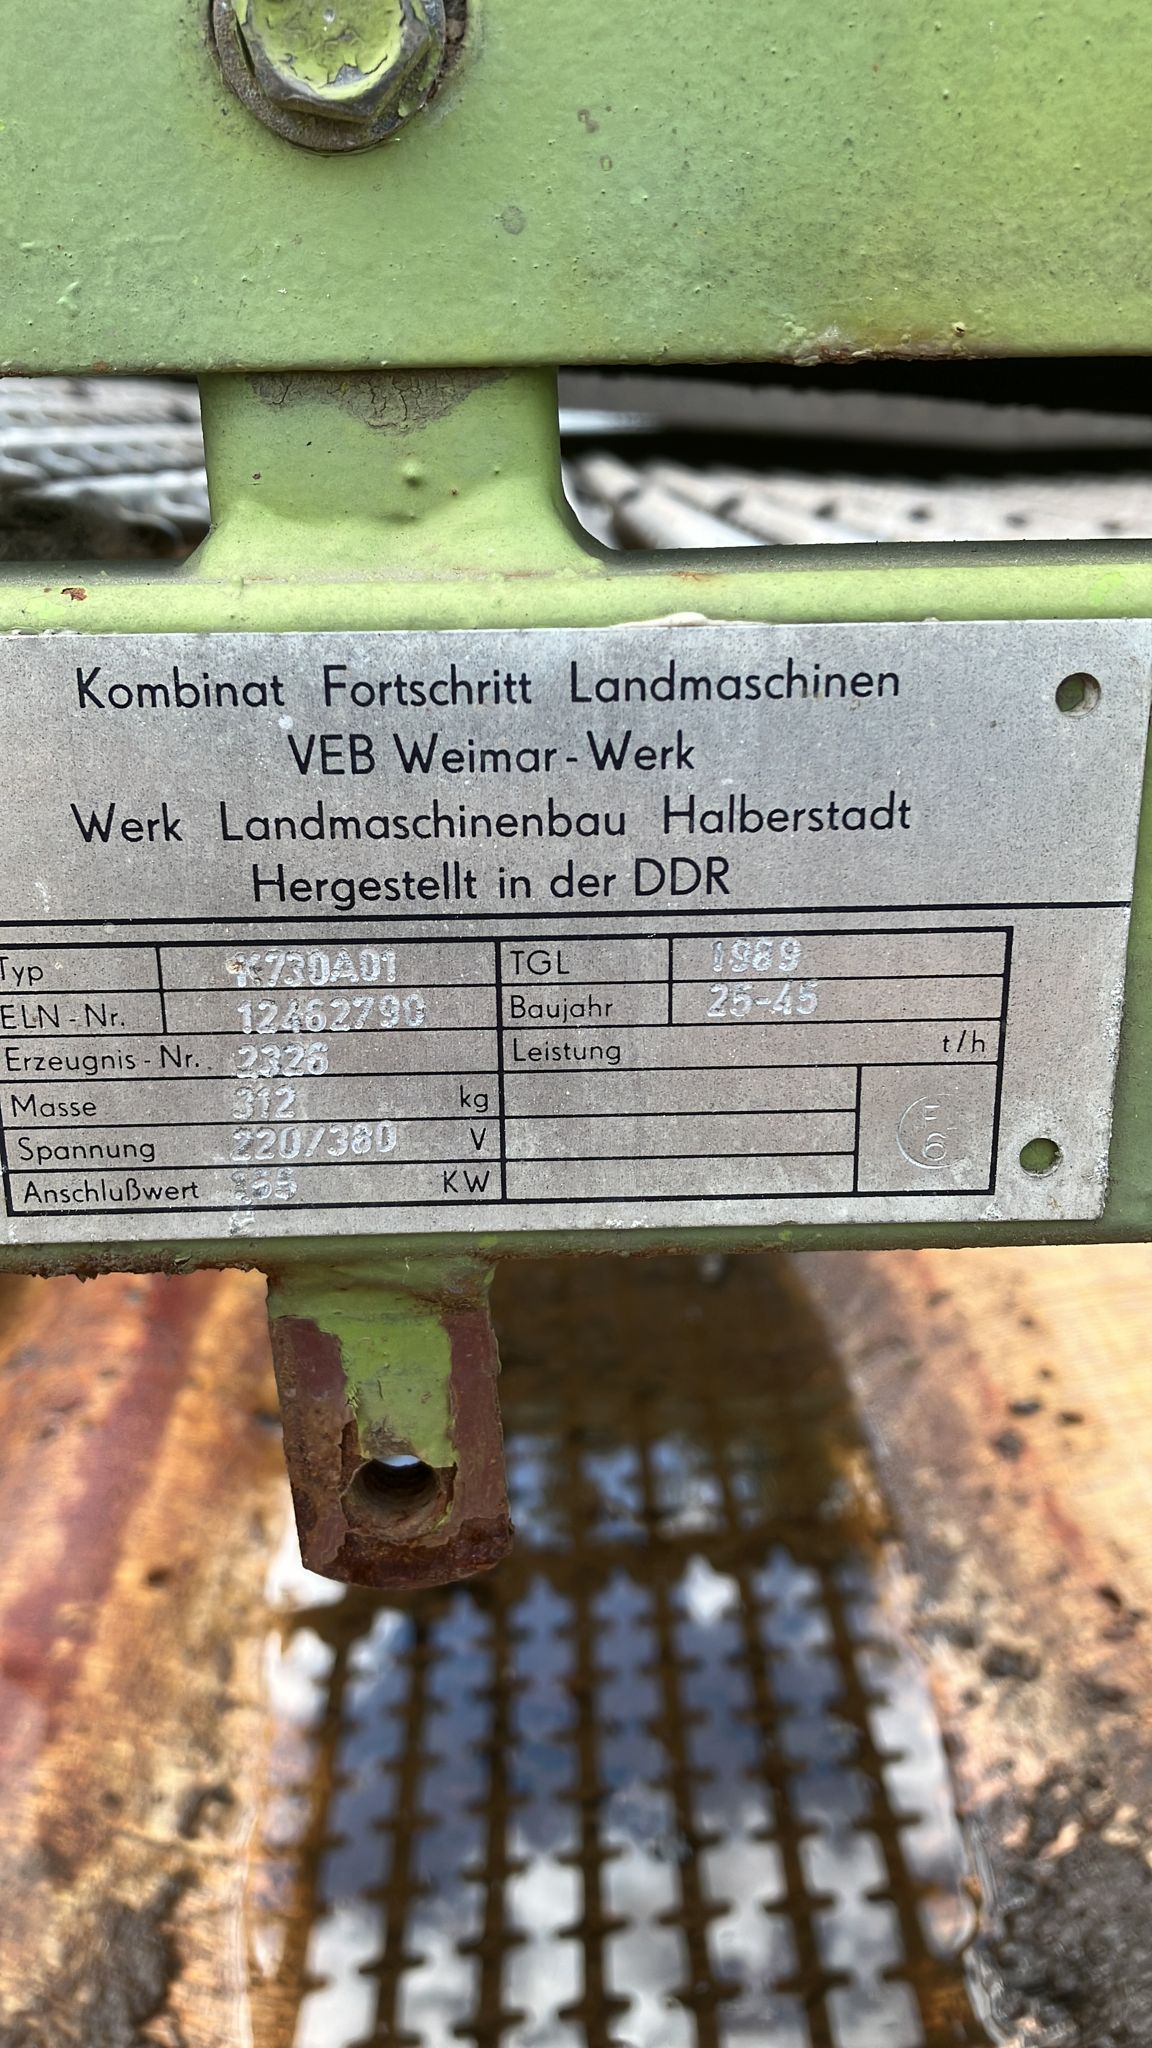 Kombinat Fortschritt Landmaschinen
VEB Weimar-Werk
Werk Landmaschinenbau Halberstadt
Hergestellt in der DDR
Typ K730A01 TGL 1989
ELN-Nr. 12462790 Baujahr 25-45
Erzeugnis-Nr. 2326 Leistung t/h
Masse 312 kg
Spannung 220/380 V
Anschlußwert KW